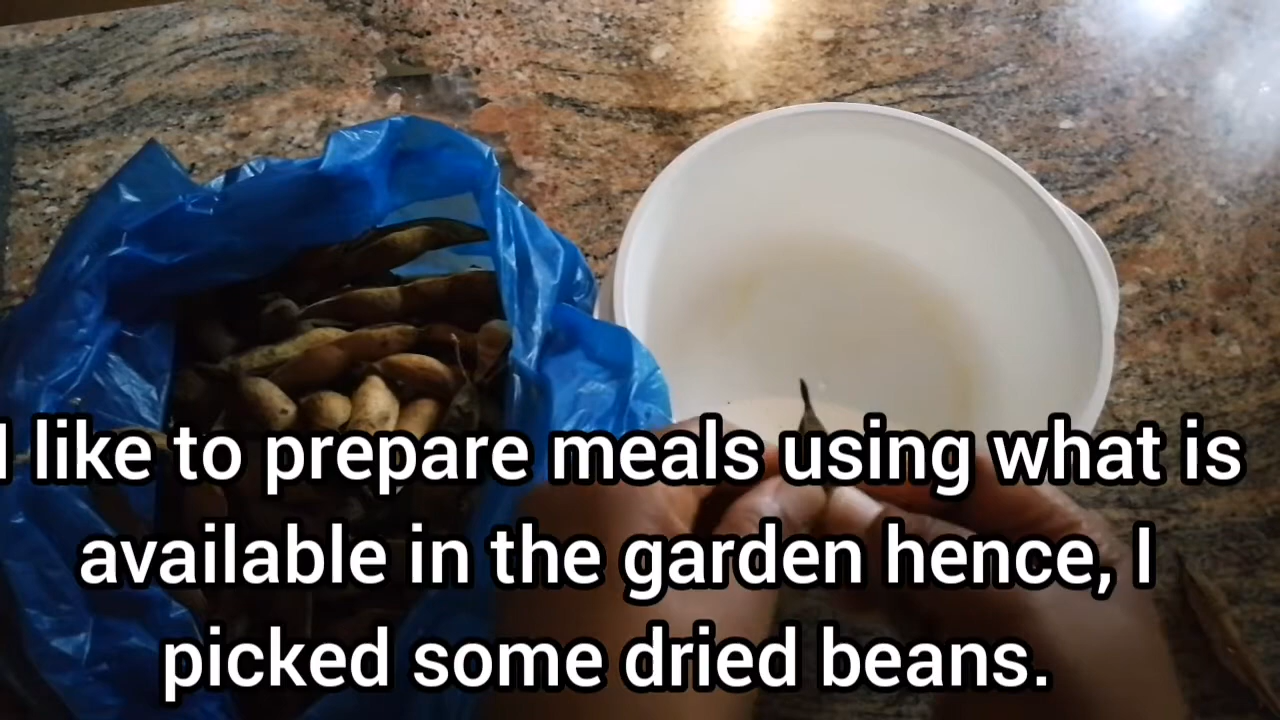 I like to prepare meals using what is
available in the garden hence, I
picked some dried beans.